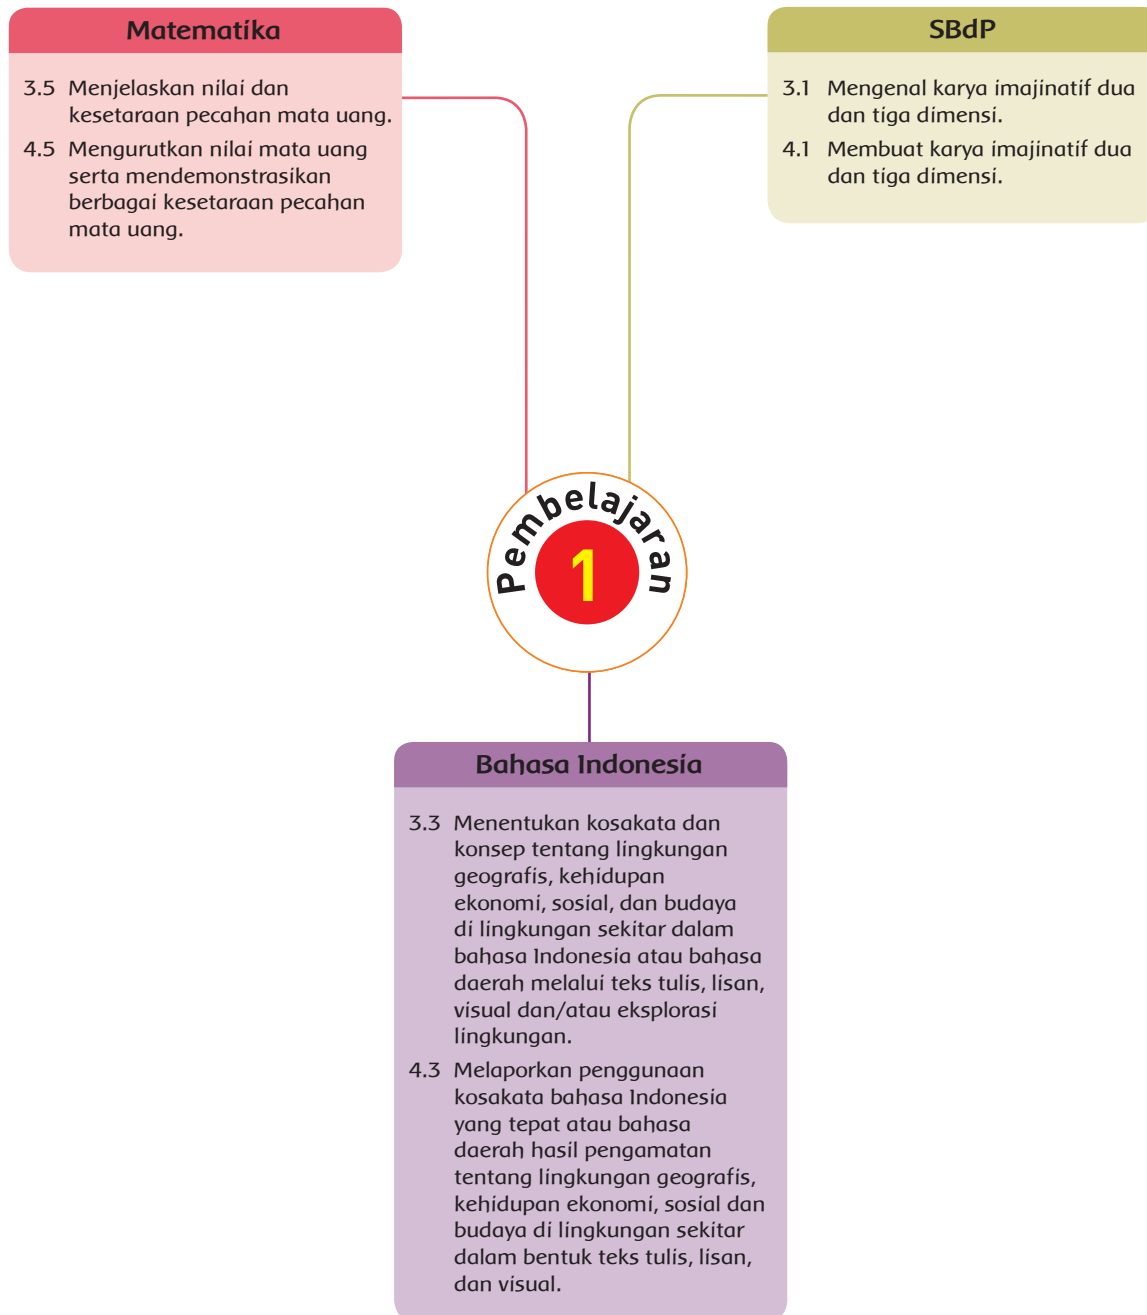 Matematika
3.5 Menjelaskan nilai dan
kesetaraan pecahan mata uang.
4.5 Mengurutkan nilai mata uang
serta mendemonstrasikan
berbagai kesetaraan pecahan
mata uang.
SBdP
3.1 Mengenal karya imajinatif dua
dan tiga dimensi.
4.1 Membuat karya imajinatif dua
dan tiga dimensi.
Pembelajaran
1
Bahasa Indonesia
3.3 Menentukan kosakata dan
konsep tentang lingkungan
geografis, kehidupan
ekonomi, sosial, dan budaya
di lingkungan sekitar dalam
bahasa Indonesia atau bahasa
daerah melalui teks tulis, lisan,
visual dan/atau eksplorasi
lingkungan.
4.3 Melaporkan penggunaan
kosakata bahasa Indonesia
yang tepat atau bahasa
daerah hasil pengamatan
tentang lingkungan geografis,
kehidupan ekonomi, sosial dan
budaya di lingkungan sekitar
dalam bentuk teks tulis, lisan,
dan visual.